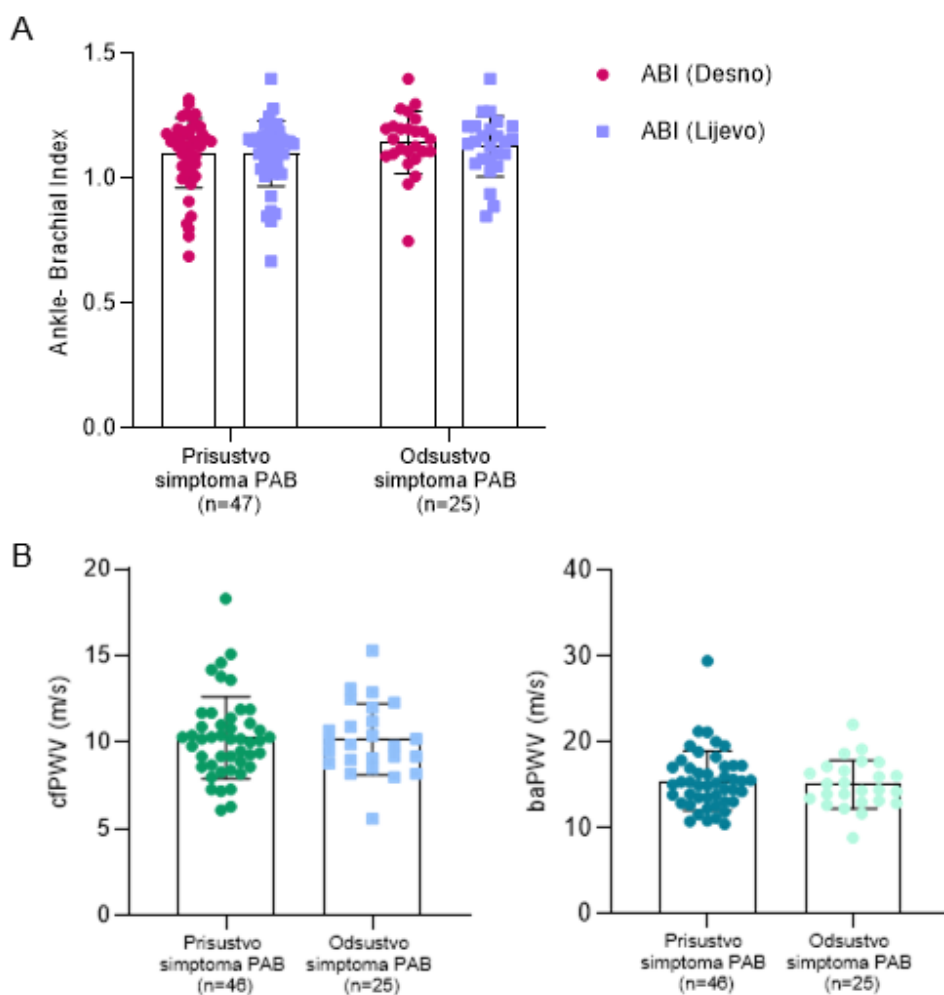 A
1.5
1.0
0.5
0.0
Ankle- Brachial Index
ABI (Desno)
ABI (Lijevo)
Prisustvo
simptoma PAB
(n=47)
Odsustvo
simptoma PAB
(n=25)
B
20
15
10
5
0
cfPWV (m/s)
Prisustvo
simptoma PAB
(n=46)
Odsustvo
simptoma PAB
(n=25)
40
30
20
10
0
baPWV (m/s)
Prisustvo
simptoma PAB
(n=46)
Odsustvo
simptoma PAB
(n=25)